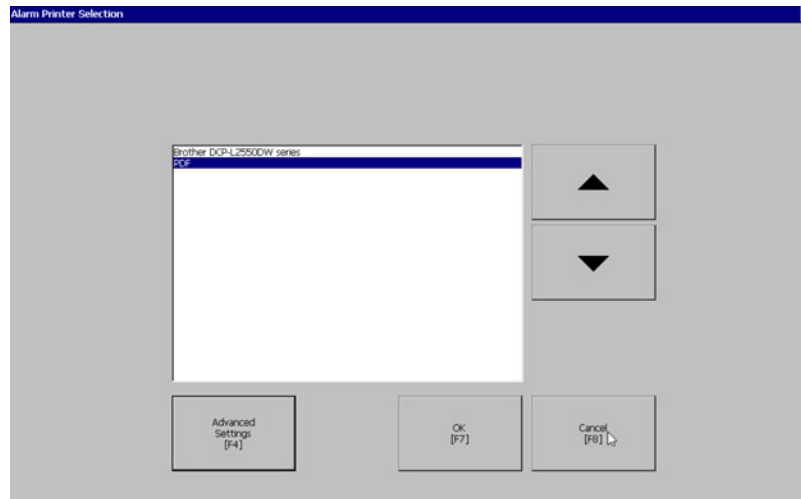 Alarm Printer Selection
Brother DCP-L2550DW series
PDF
Advanced
Settings
[F4]
OK
[F7]
Cancel
[F8]